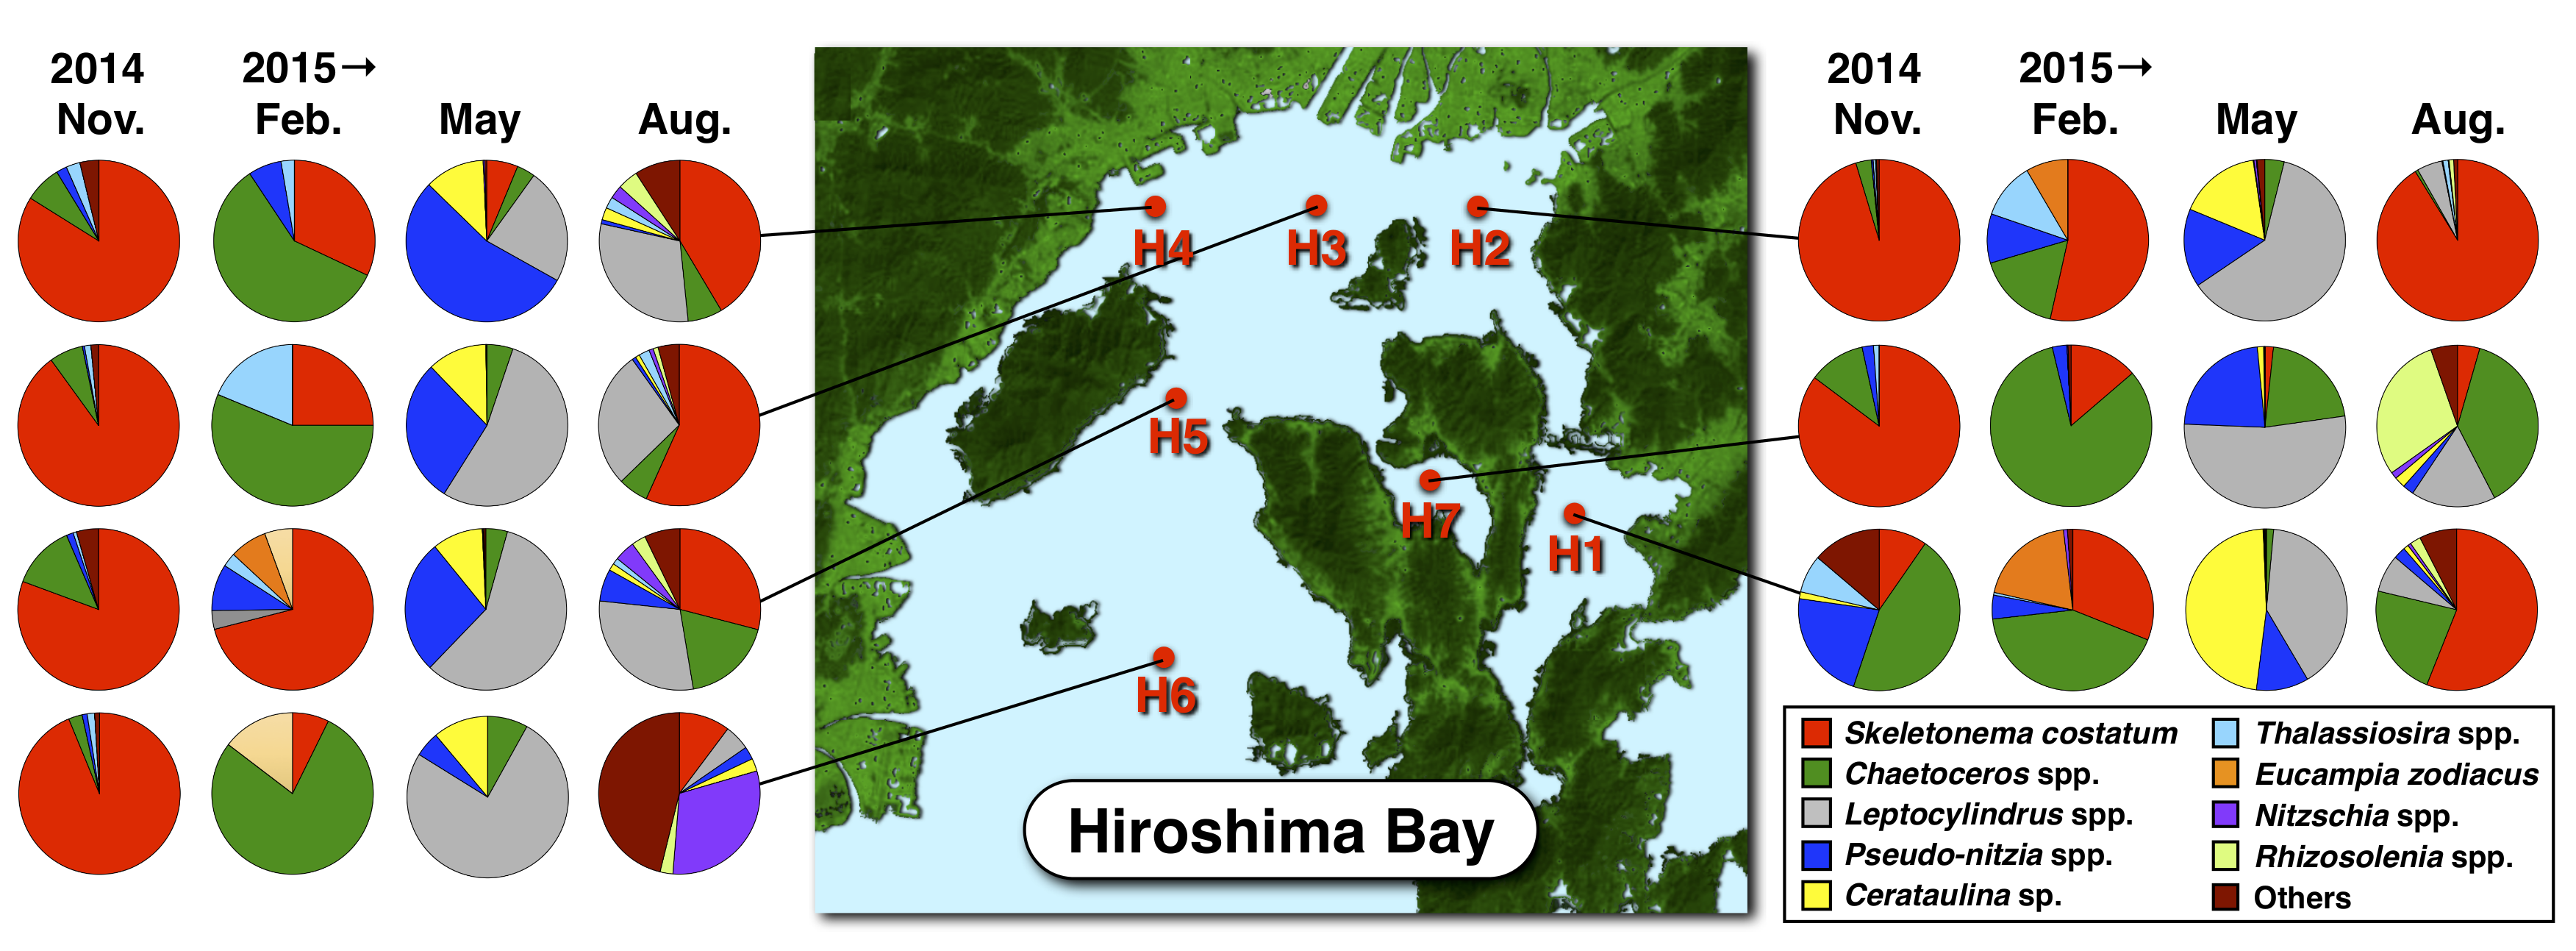 2014
Nov.
2015→
Feb.
May
Aug.
2014
Nov.
2015→
Feb.
May
Aug.
H4
H3
H2
H5
H7
H1
H6
Hiroshima Bay
Skeletonema costatum
Chaetoceros spp.
Leptocylindrus spp.
Pseudo-nitzia spp.
Cerataulina sp.
Thalassiosira spp.
Eucampia zodiacus
Nitzschia spp.
Rhizosolenia spp.
Others